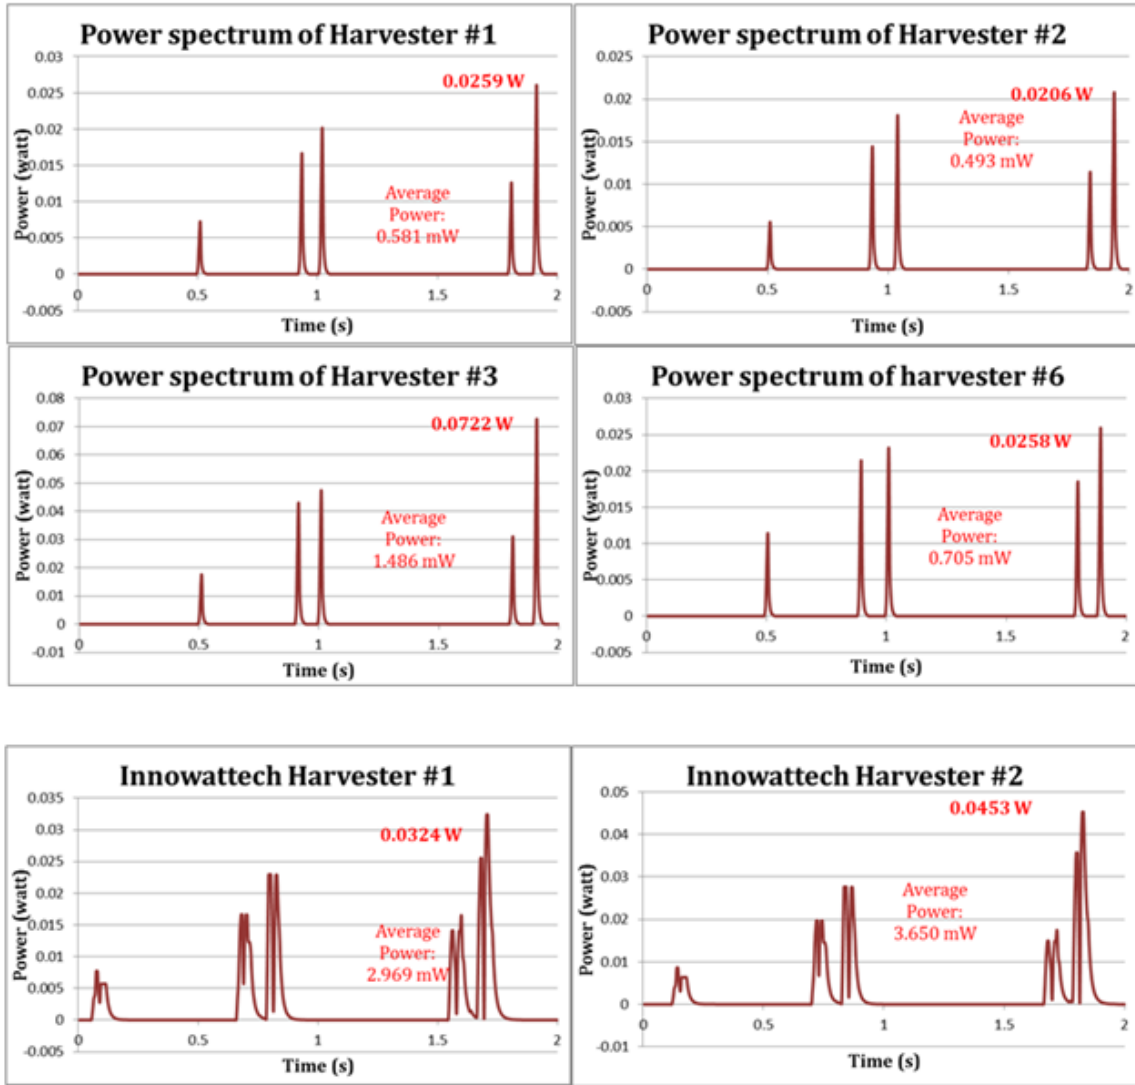 Power spectrum of Harvester #1
0.03
0.025
0.02
0.015
0.01
0.005
0
-0.005
Power (watt)
0.0259 W
Average
Power:
0.581 mW
0
0.5
1
1.5
2
Time (s)
Power spectrum of Harvester #2
0.025
0.02
0.015
0.01
0.005
0
-0.005
Power (watt)
0.0206 W
Average
Power:
0.493 mW
0
0.5
1
1.5
2
Time (s)
Power spectrum of Harvester #3
0.08
0.07
0.06
0.05
0.04
0.03
0.02
0.01
0
-0.01
Power (watt)
0.0722 W
Average
Power:
1.486 mW
0
0.5
1
1.5
2
Time (s)
Power spectrum of harvester #6
0.03
0.025
0.02
0.015
0.01
0.005
0
-0.005
Power (watt)
0.0258 W
Average
Power:
0.705 mW
0
0.5
1
1.5
2
Time (s)
Innowattech Harvester #1
0.035
0.03
0.025
0.02
0.015
0.01
0.005
0
-0.005
Power (watt)
0.0324 W
Average
Power:
2.969 mW
0
0.5
1
1.5
2
Time (s)
Innowattech Harvester #2
0.05
0.04
0.03
0.02
0.01
0
-0.01
Power (watt)
0.0453 W
Average
Power:
3.650 mW
0
0.5
1
1.5
2
Time (s)